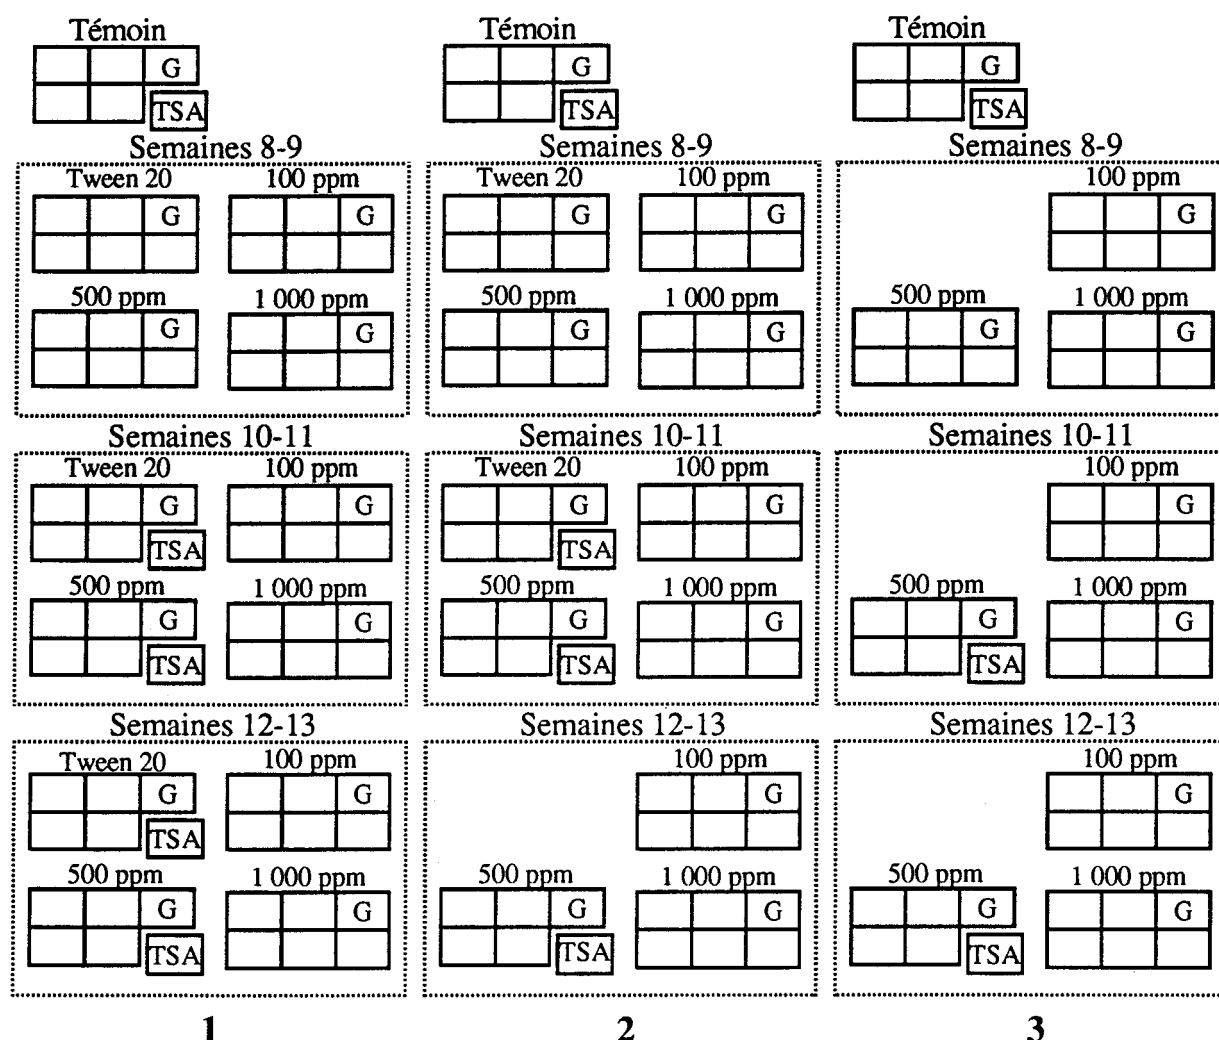 Témoin Témoin Témoin
G G G
TSA TSA TSA
Semaines 8-9 Semaines 8-9 Semaines 8-9
Tween 20 100 ppm Tween 20 100 ppm 100 ppm
G G G G G
500 ppm 1 000 ppm 500 ppm 1 000 ppm 500 ppm 1 000 ppm
G G G G G G
Semaines 10-11 Semaines 10-11 Semaines 10-11
Tween 20 100 ppm Tween 20 100 ppm 100 ppm
G G G G G
TSA TSA
500 ppm 1 000 ppm 500 ppm 1 000 ppm 500 ppm 1 000 ppm
G G G G G G
TSA TSA TSA
Semaines 12-13 Semaines 12-13 Semaines 12-13
Tween 20 100 ppm 100 ppm 100 ppm
G G G G
TSA
500 ppm 1 000 ppm 500 ppm 1 000 ppm 500 ppm 1 000 ppm
G G G G G G
TSA TSA TSA
1 2 3